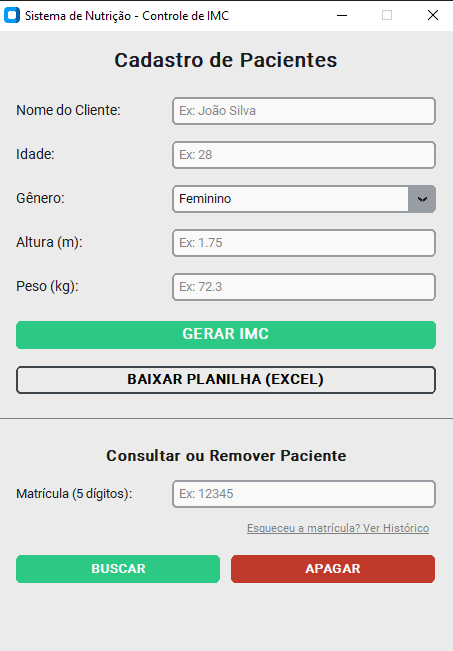 Sistema de Nutrição - Controle de IMC
Cadastro de Pacientes
Nome do Cliente: Ex: João Silva
Idade: Ex: 28
Gênero: Feminino
Altura (m): Ex: 1.75
Peso (kg): Ex: 72.3
GERAR IMC
BAIXAR PLANILHA (EXCEL)
Consultar ou Remover Paciente
Matrícula (5 dígitos): Ex: 12345
Esqueceu a matrícula? Ver Histórico
BUSCAR APAGAR